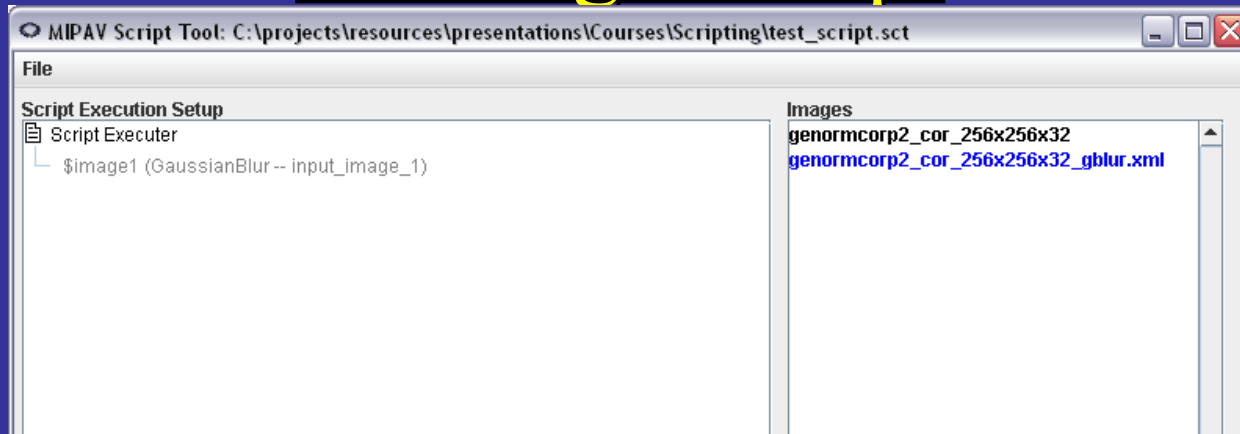 MIPAV Script Tool: C:\projects\resources\presentations\Courses\Scripting\test_script.sct
File
Script Execution Setup
Script Executer
$image1 (GaussianBlur -- input_image_1)
Images
genormcorp2_cor_256x256x32
genormcorp2_cor_256x256x32_gblur.xml